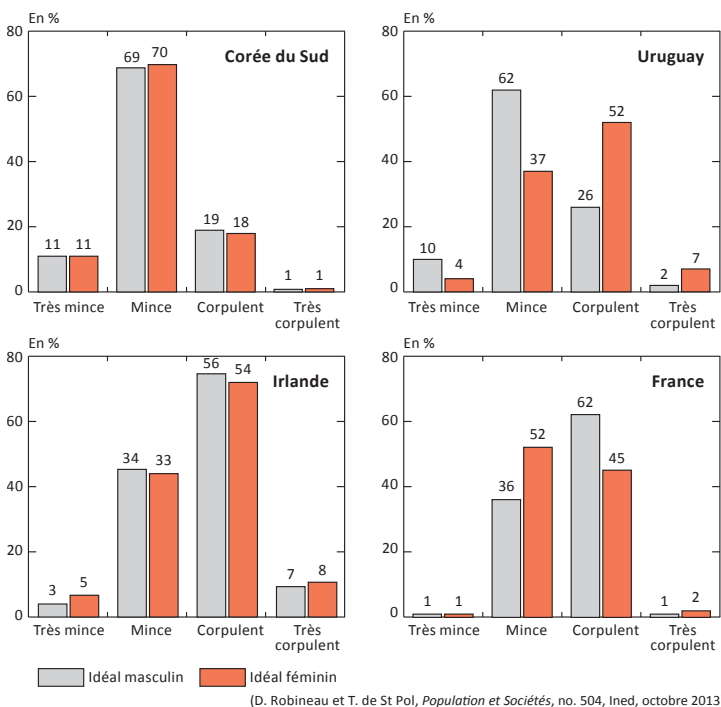 En %
En %
80
80
Corée du Sud
Uruguay
69
70
62
52
60
60
40
40
37
26
20
20
19
18
11
11
10
4
7
1
1
2
0
0
Très mince
Mince
Corpulent
Très
corpulent
Très mince
Mince
Corpulent
Très
corpulent
En %
En %
80
80
Irlande
France
56
54
62
52
60
60
45
40
40
34
33
36
20
20
3
5
7
8
1
1
1
2
0
0
Très mince
Mince
Corpulent
Très
corpulent
Très mince
Mince
Corpulent
Très
corpulent
Idéal masculin
Idéal féminin
(D. Robineau et T. de St Pol, Population et Sociétés, no. 504, Ined, octobre 2013